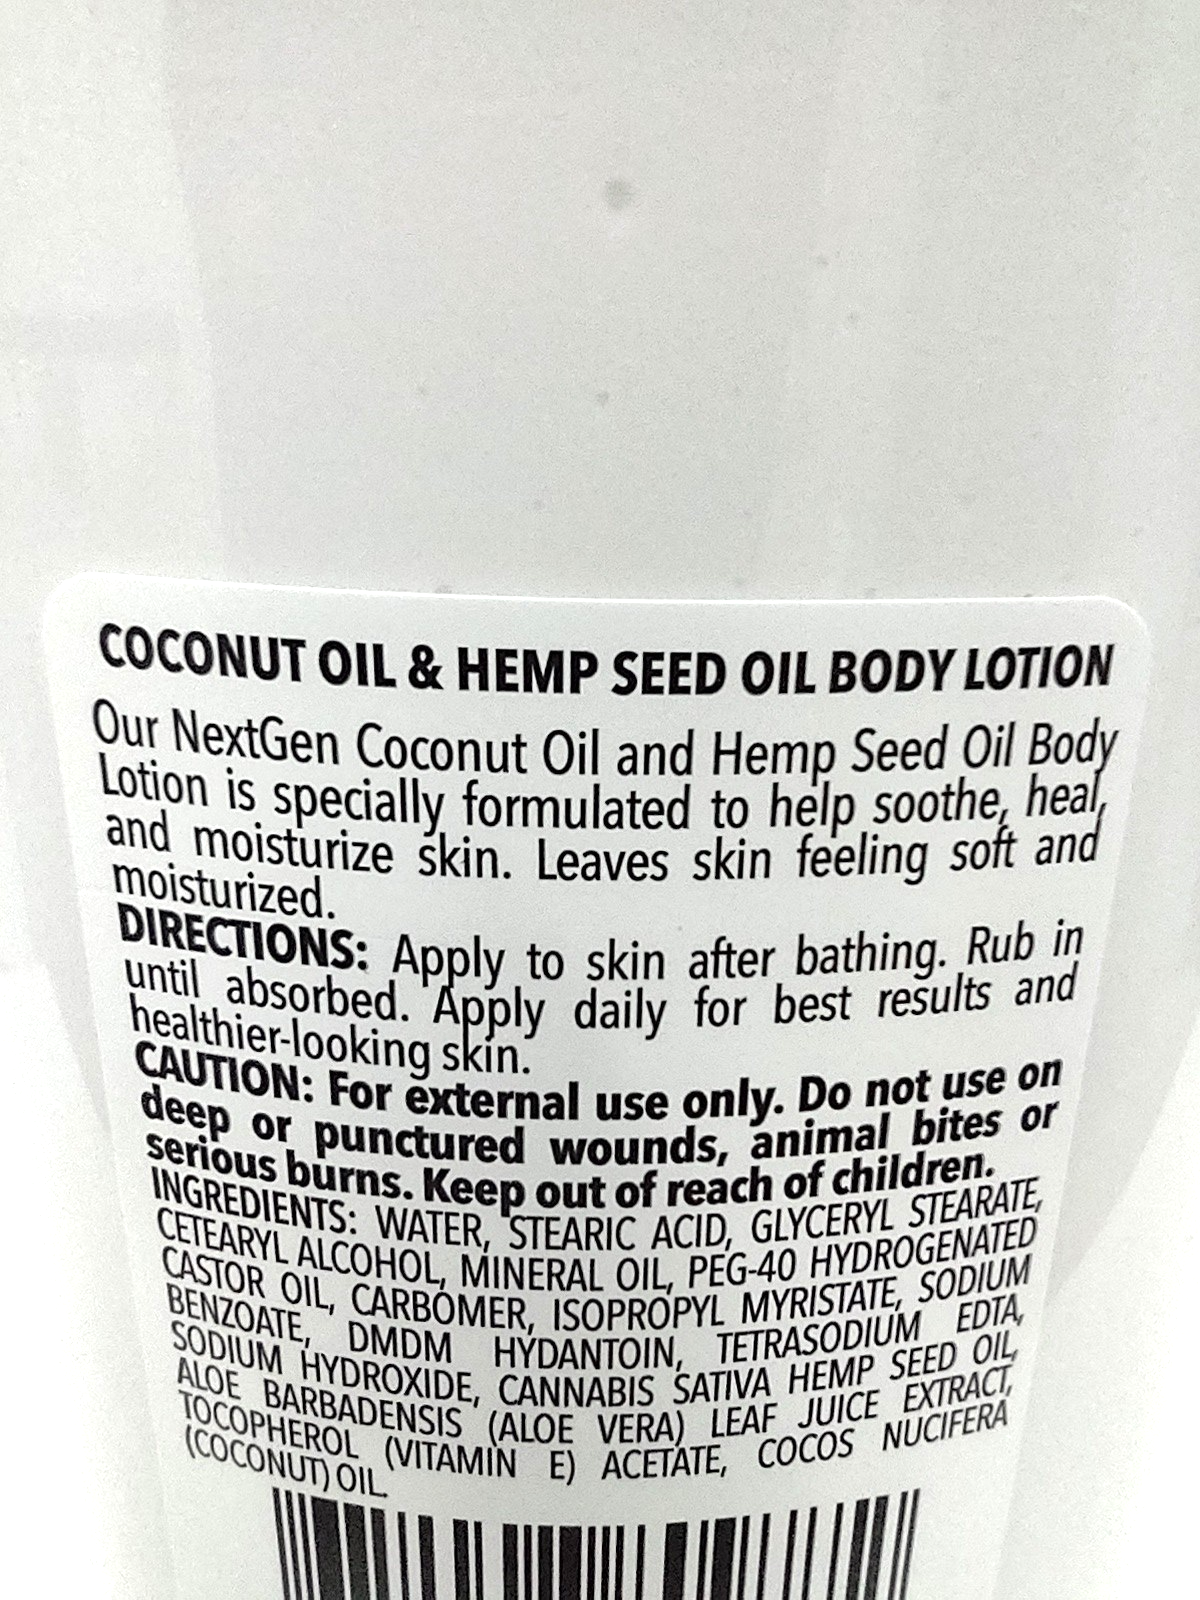 COCONUT OIL & HEMP SEED OIL BODY LOTION
Our NextGen Coconut Oil and Hemp Seed Oil Body
Lotion is specially formulated to help soothe, heal,
and moisturize skin. Leaves skin feeling soft and
moisturized.
DIRECTIONS: Apply to skin after bathing. Rub in
until absorbed. Apply daily for best results and
healthier-looking skin.
CAUTION: For external use only. Do not use on
deep or punctured wounds, animal bites or
serious burns. Keep out of reach of children.
INGREDIENTS: WATER, STEARIC ACID, GLYCERYL STEARATE,
CETEARYL ALCOHOL, MINERAL OIL, PEG-40 HYDROGENATED
CASTOR OIL, CARBOMER, ISOPROPYL MYRISTATE, SODIUM
BENZOATE, DMDM HYDANTOIN, TETRASODIUM EDTA,
SODIUM HYDROXIDE, CANNABIS SATIVA HEMP SEED OIL,
ALOE BARBADENSIS (ALOE VERA) LEAF JUICE EXTRACT,
TOCOPHEROL (VITAMIN E) ACETATE, COCOS NUCIFERA
(COCONUT) OIL.